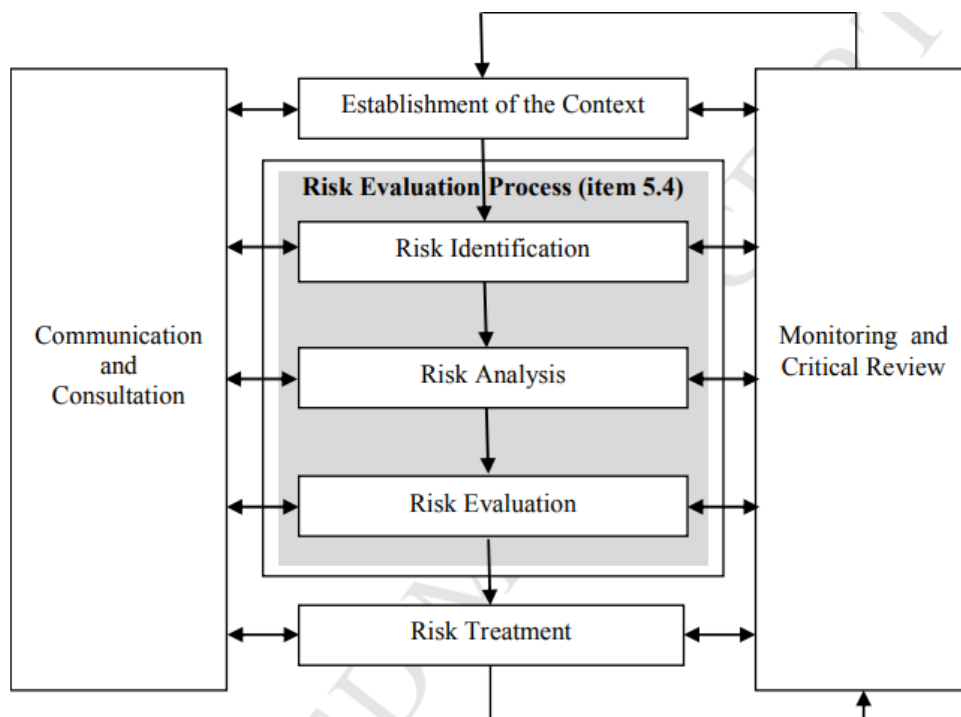 Establishment of the Context
Risk Evaluation Process (item 5.4)
Risk Identification
Communication
and
Consultation
Monitoring and
Critical Review
Risk Analysis
Risk Evaluation
Risk Treatment